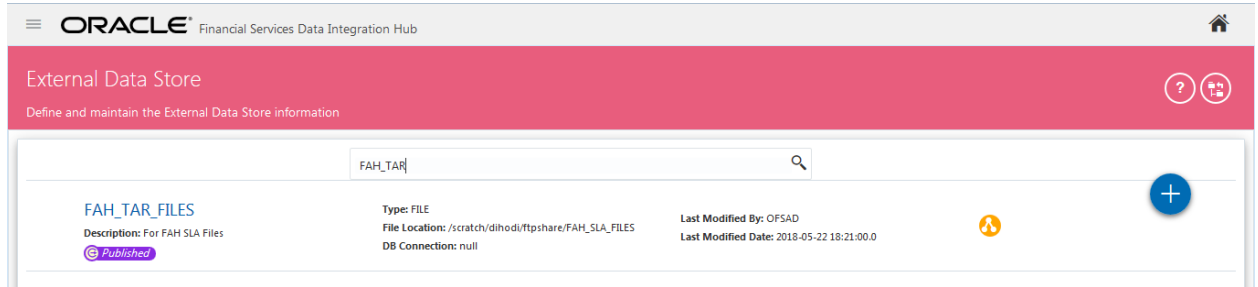 ORACLE® Financial Services Data Integration Hub
External Data Store
?
Define and maintain the External Data Store information
FAH_TAR
FAH_TAR_FILES
Description: For FAH SLA Files
Published
Type: FILE
File Location: /scratch/dihodi/ftpshare/FAH_SLA_FILES
DB Connection: null
Last Modified By: OFSAD
Last Modified Date: 2018-05-22 18:21:00.0